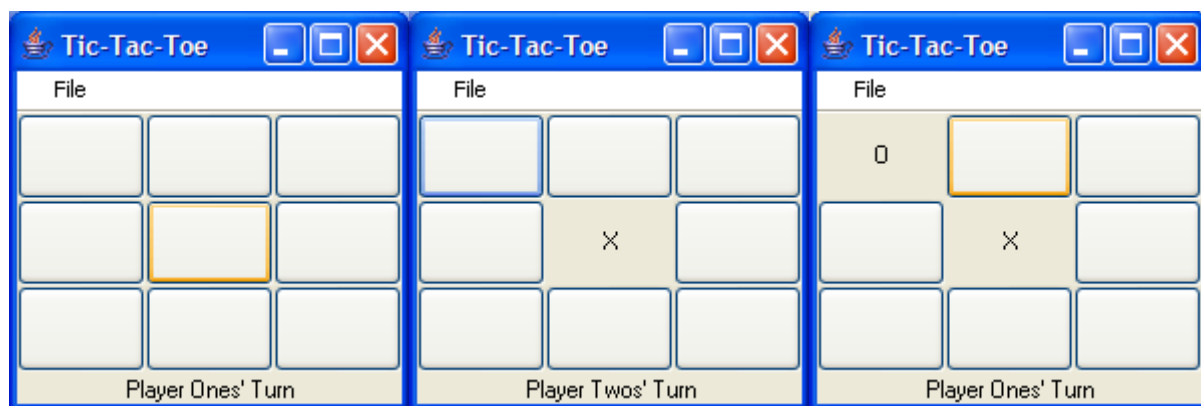 Tic-Tac-Toe
File
Player Ones' Turn
Tic-Tac-Toe
File
X
Player Twos' Turn
Tic-Tac-Toe
File
O
X
Player Ones' Turn